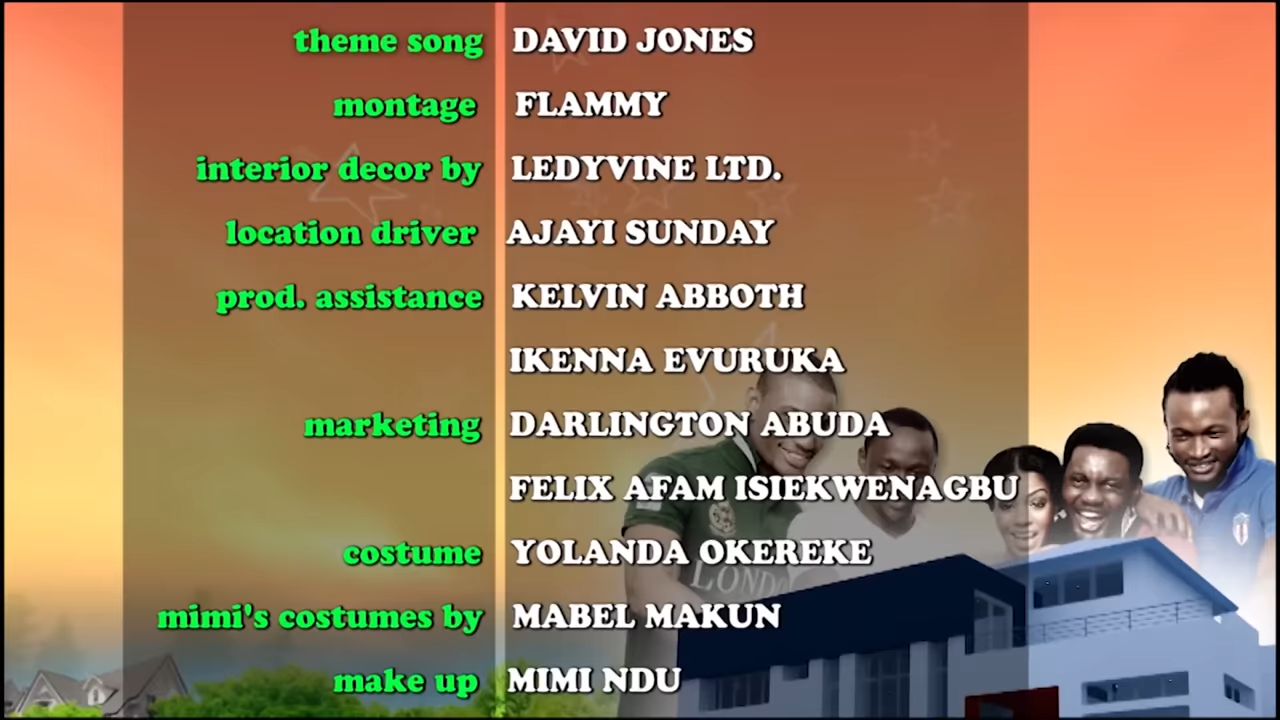 theme song DAVID JONES
montage FLAMMY
interior decor by LEDYVINE LTD.
location driver AJAYI SUNDAY
prod. assistance KELVIN ABBOTH
IKENNA EVURUKA
marketing DARLINGTON ABUDA
FELIX AFAM ISIEKWENAGBU
costume YOLANDA OKEREKE
LONDO
mimi's costumes by MABEL MAKUN
make up MIMI NDU